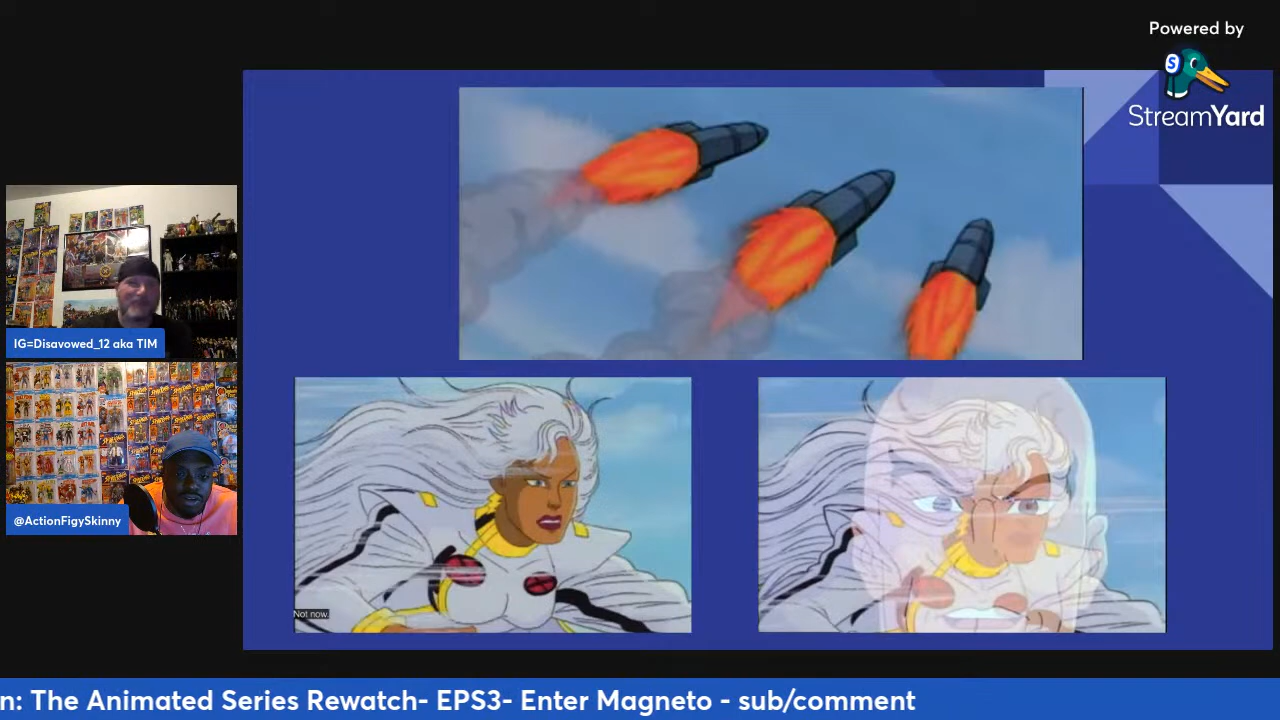 Powered by
StreamYard
IG=Disavowed_12 aka TIM
@ActionFigySkinny
Not now.
n: The Animated Series Rewatch- EPS3- Enter Magneto - sub/comment